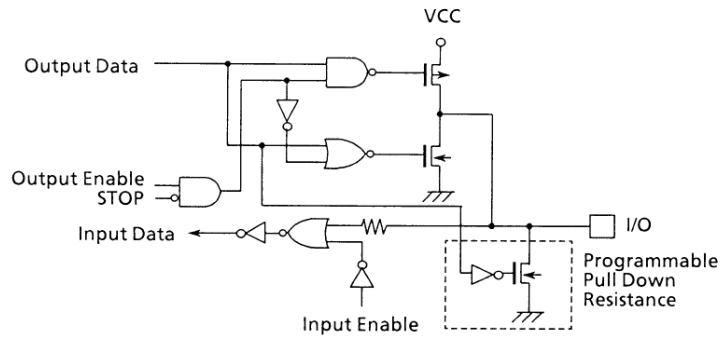 VCC
Output Data
Output Enable
STOP
Input Data
I/O
Programmable
Pull Down
Resistance
Input Enable